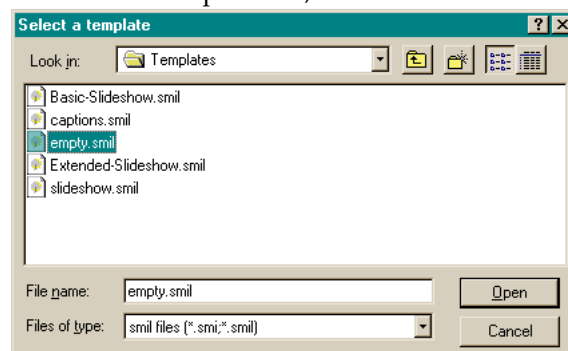 Select a template
Look in: Templates
Basic-Slideshow.smil
captions.smil
empty.smil
Extended-Slideshow.smil
slideshow.smil
File name: empty.smil Open
Files of type: smil files (*.smi;*.smil) Cancel